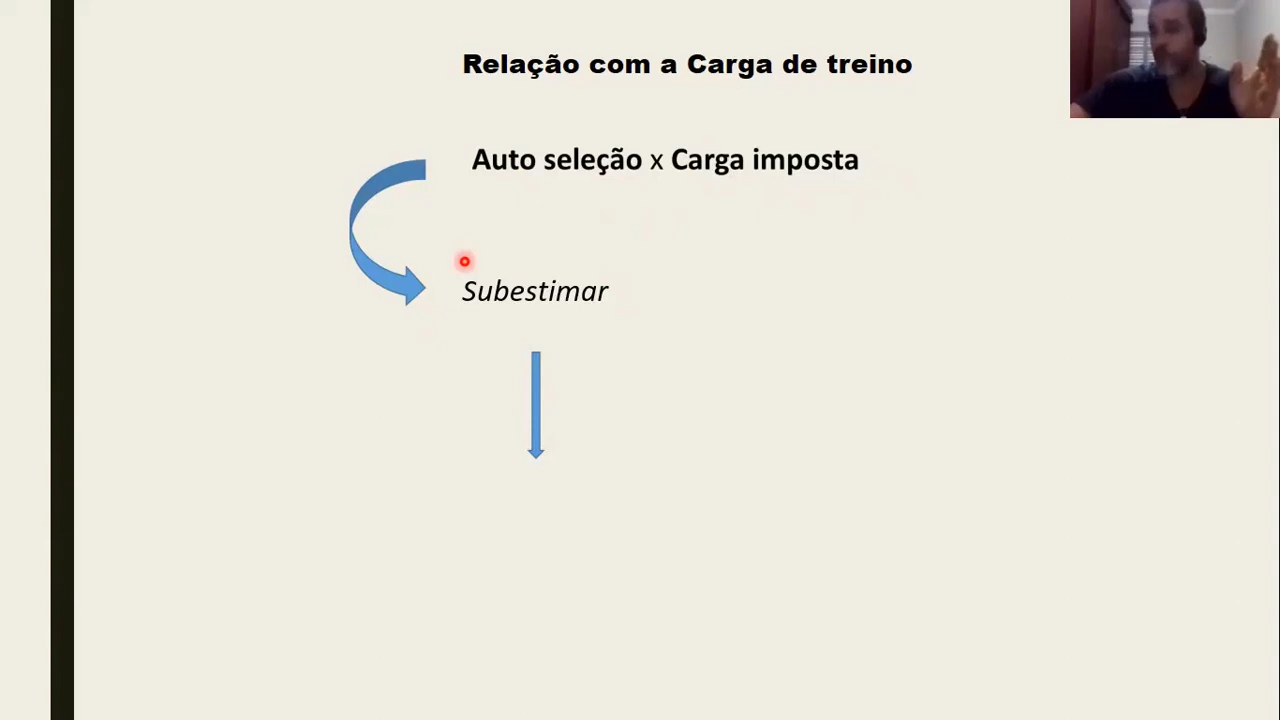 Relação com a Carga de treino
Auto seleção x Carga imposta
Subestimar